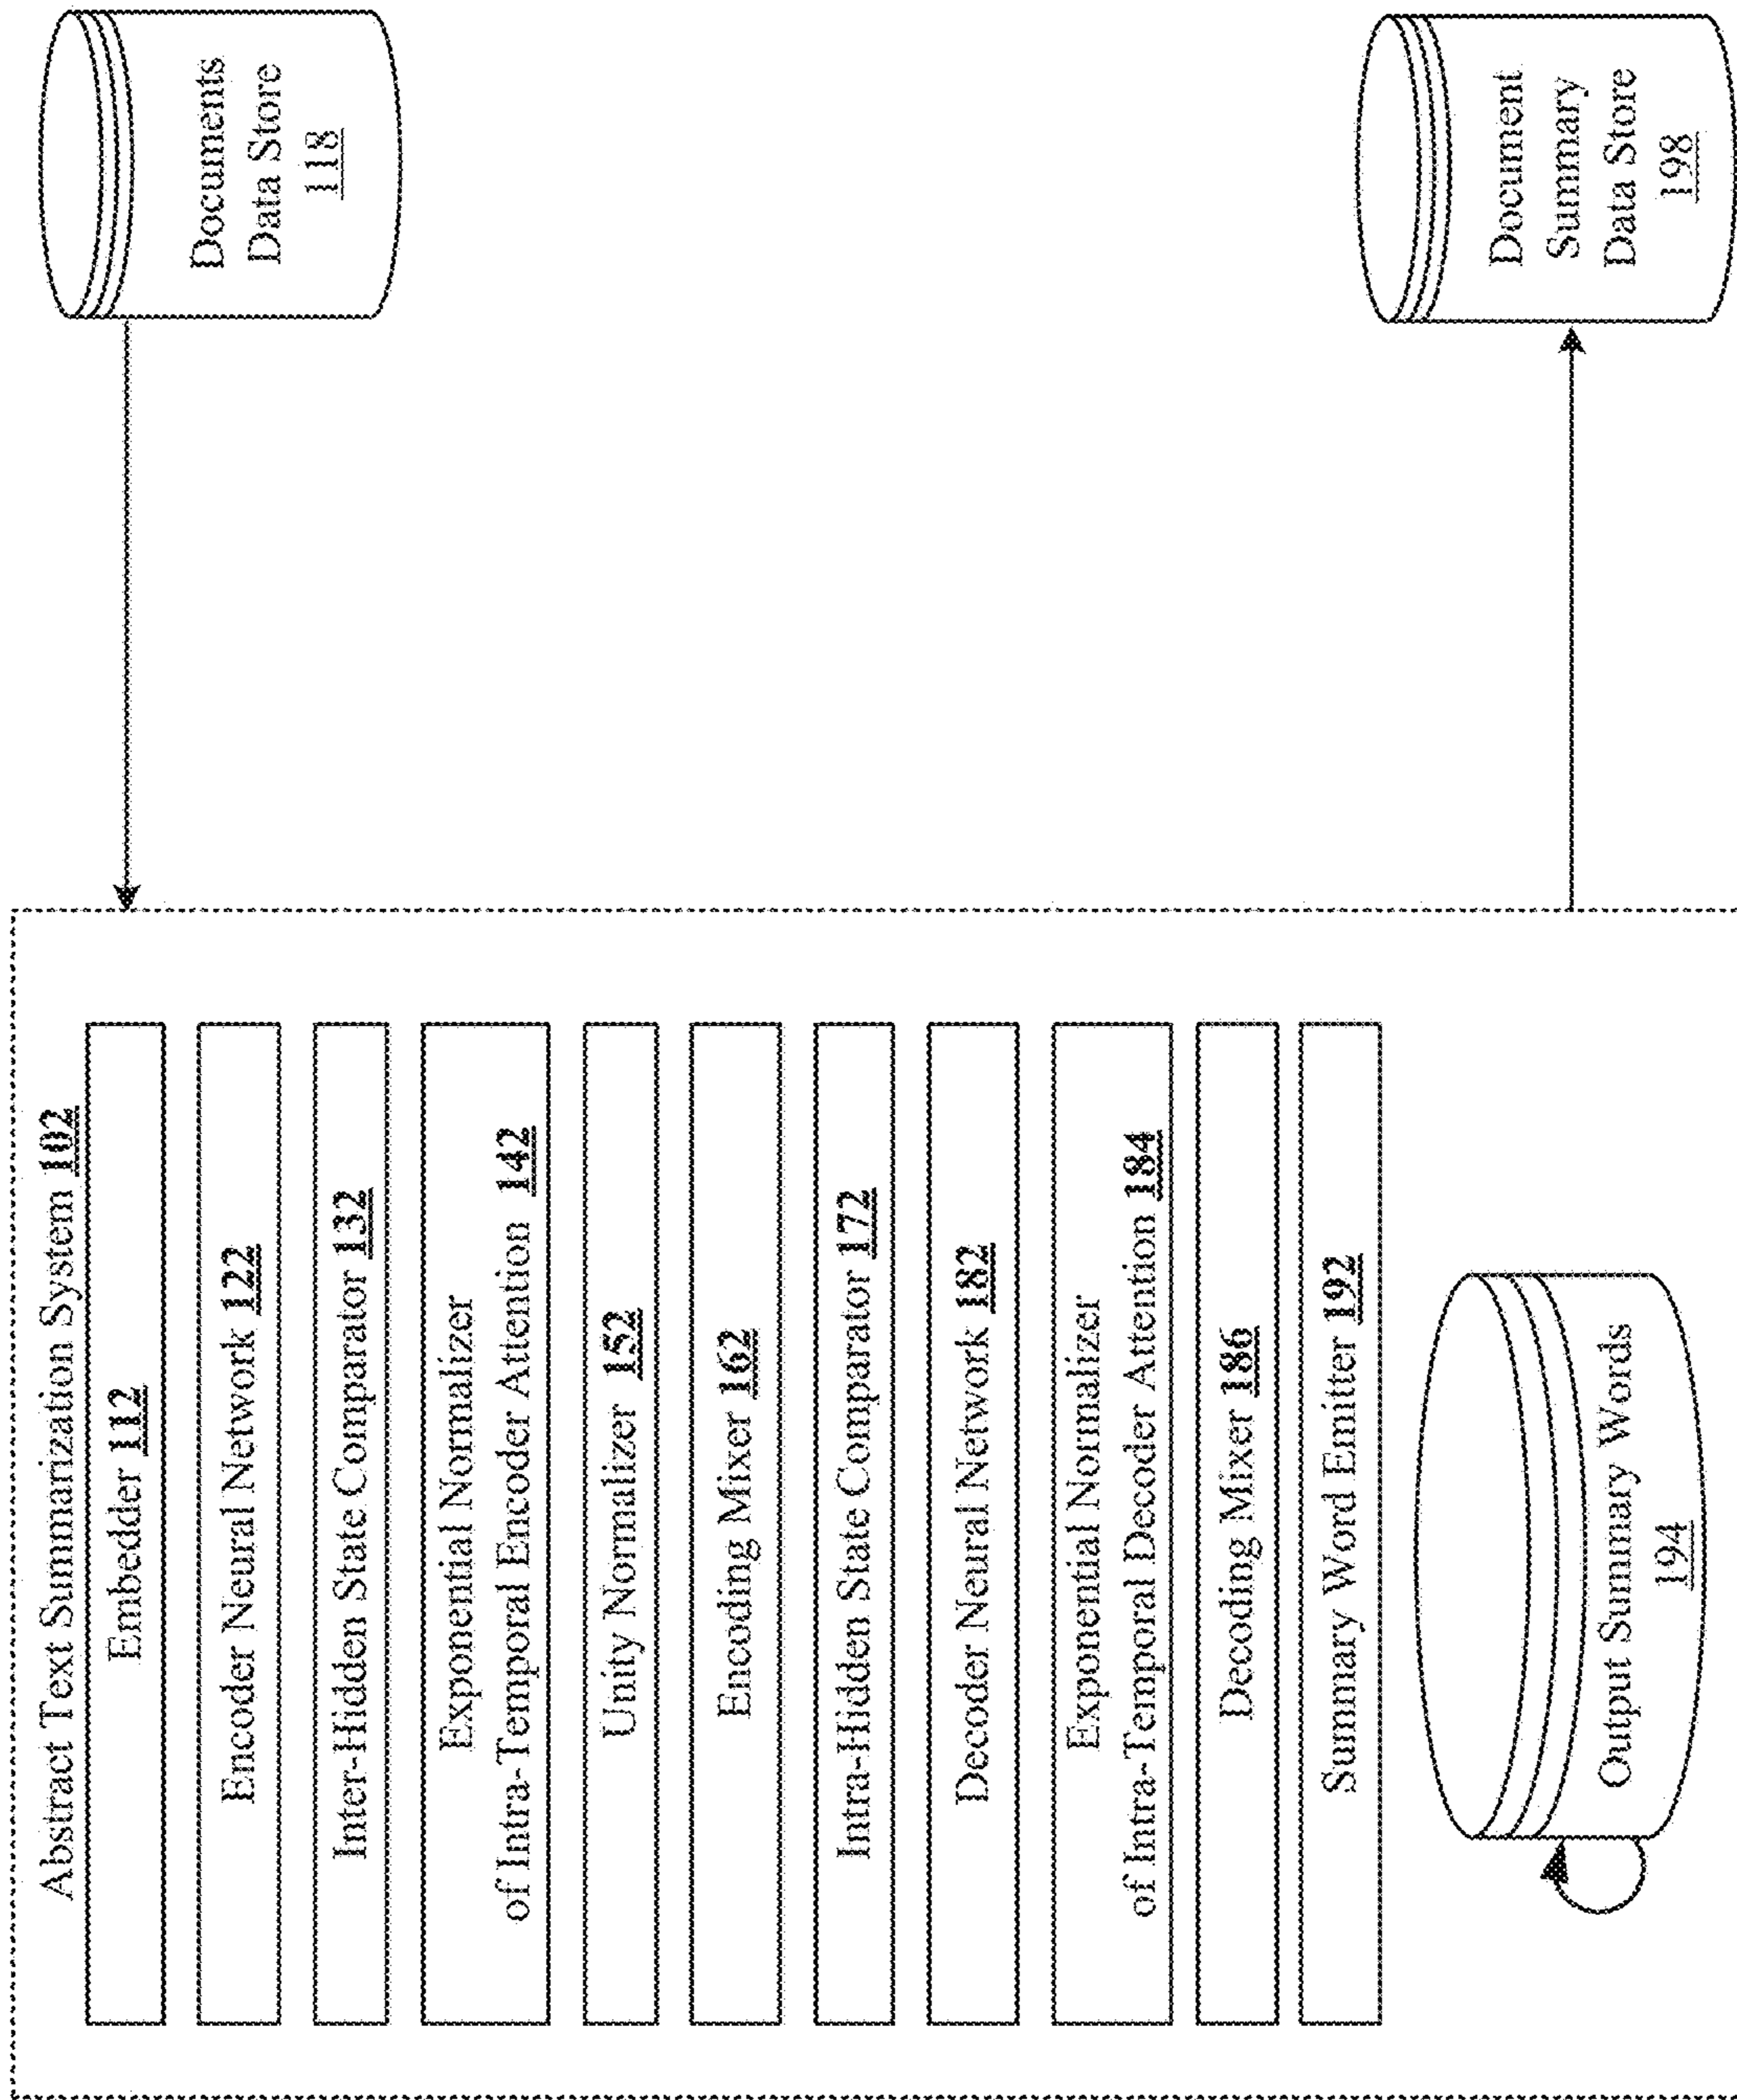 Abstract Text Summarization System 102
Embedder 112
Encoder Neural Network 122
Inter-Hidden State Comparator 132
Exponential Normalizer
of Intra-Temporal Encoder Attention 142
Unity Normalizer 152
Encoding Mixer 162
Intra-Hidden State Comparator 172
Decoder Neural Network 182
Exponential Normalizer
of Intra-Temporal Decoder Attention 184
Decoding Mixer 186
Summary Word Emitter 192
Output Summary Words
194
Documents
Data Store
118
Document
Summary
Data Store
198